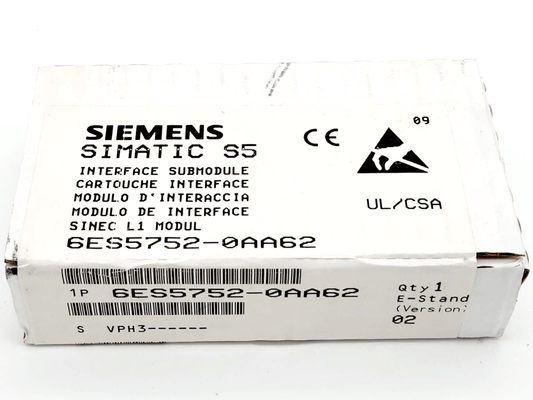 09
SIEMENS
CE
SIMATIC S5
INTERFACE SUBMODULE
CARTOUCHE INTERFACE
MODULO D'INTERACCIA
MODULO DE INTERFACE
UL/CSA
SINEC L1 MODUL
6ES5752-0AA62
1P 6ES5752-0AA62
Qty 1
E-Stand
(Version)
02
S VPH3------